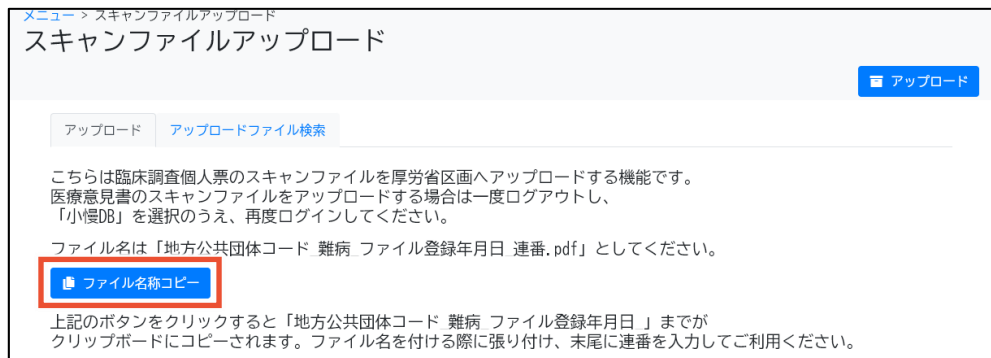 メニュー > スキャンファイルアップロード
スキャンファイルアップロード
アップロード
アップロード アップロードファイル検索
こちらは臨床調査個人票のスキャンファイルを厚労省区画へアップロードする機能です。
医療意見書のスキャンファイルをアップロードする場合は一度ログアウトし、
「小慢DB」を選択のうえ、再度ログインしてください。
ファイル名は「地方公共団体コード_難病_ファイル登録年月日_連番.pdf」としてください。
ファイル名称コピー
上記のボタンをクリックすると「地方公共団体コード_難病_ファイル登録年月日_」までが
クリップボードにコピーされます。ファイル名を付ける際に張り付け、末尾に連番を入力してご利用ください。